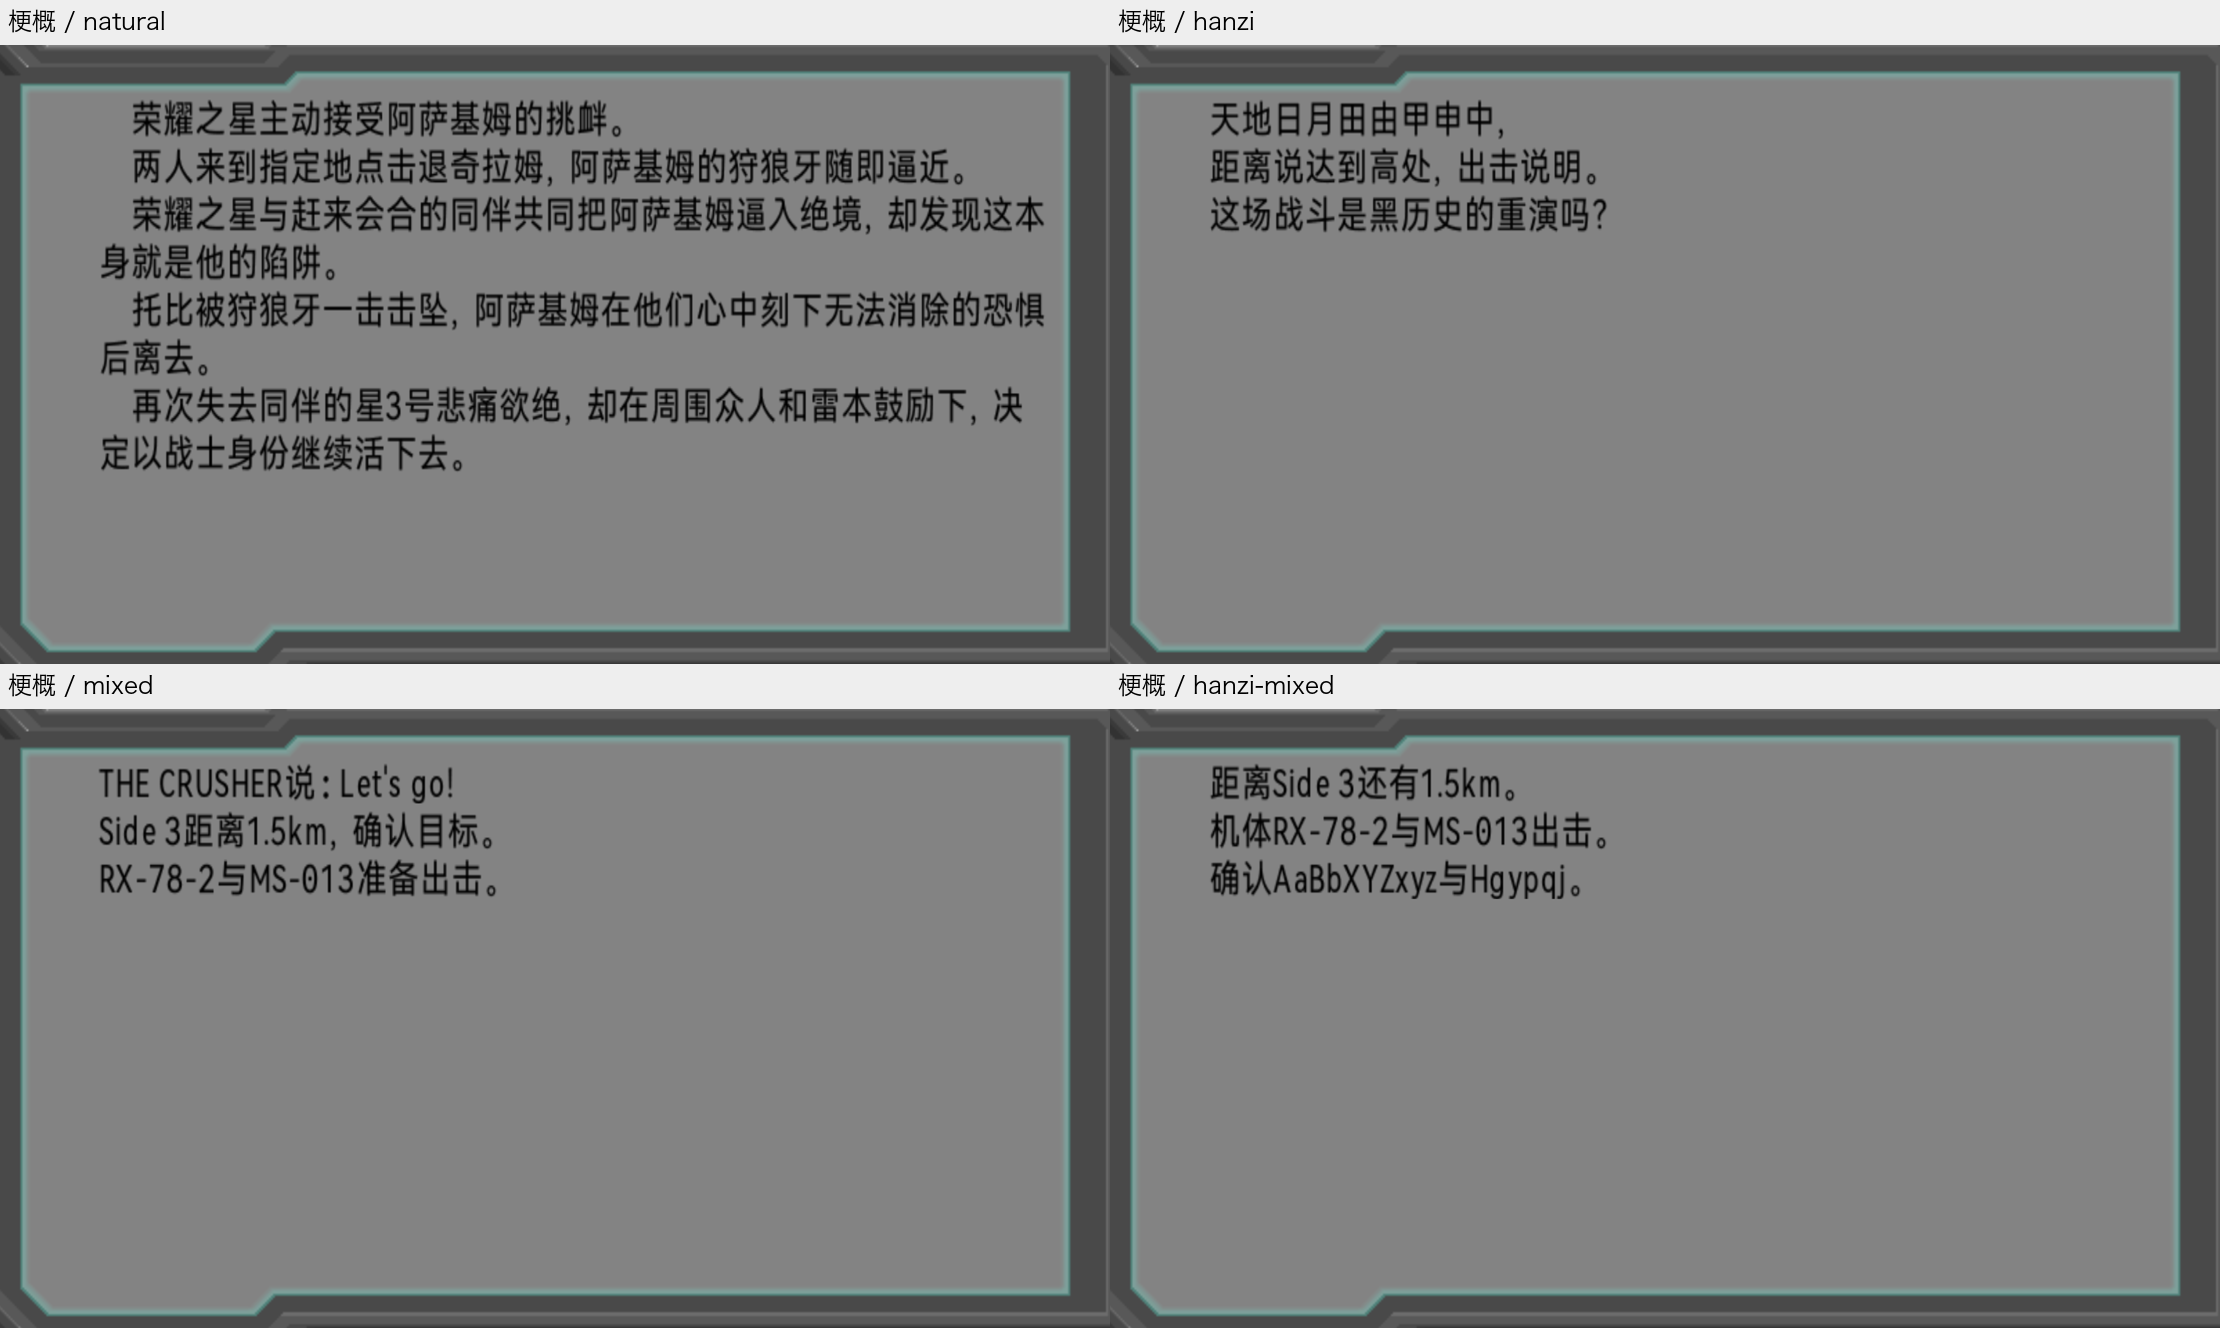 梗概 / natural
荣耀之星主动接受阿萨基姆的挑衅。
两人来到指定地点击退奇拉姆，阿萨基姆的狩狼牙随即逼近。
荣耀之星与赶来会合的同伴共同把阿萨基姆逼入绝境，却发现这本
身就是他的陷阱。
托比被狩狼牙一击击坠，阿萨基姆在他们心中刻下无法消除的恐惧
后离去。
再次失去同伴的星3号悲痛欲绝，却在周围众人和雷本鼓励下，决
定以战士身份继续活下去。
梗概 / hanzi
天地日月田由甲申中，
距离说达到高处，出击说明。
这场战斗是黑历史的重演吗？
梗概 / mixed
THE CRUSHER说：Let's go!
Side 3距离1.5km，确认目标。
RX-78-2与MS-013准备出击。
梗概 / hanzi-mixed
距离Side 3还有1.5km。
机体RX-78-2与MS-013出击。
确认AaBbXYZxyz与Hgypqj。